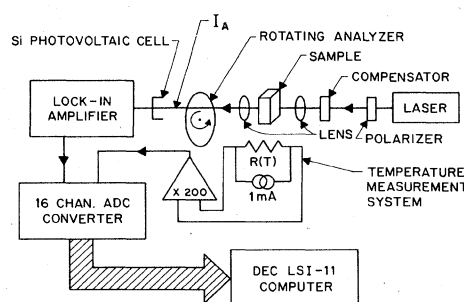 Si PHOTOVOLTAIC CELL
I_A
ROTATING ANALYZER
SAMPLE
COMPENSATOR
LOCK-IN
AMPLIFIER
LASER
LENS
POLARIZER
R(T)
1mA
X 200
TEMPERATURE
MEASUREMENT
SYSTEM
16 CHAN. ADC
CONVERTER
DEC LSI-11
COMPUTER